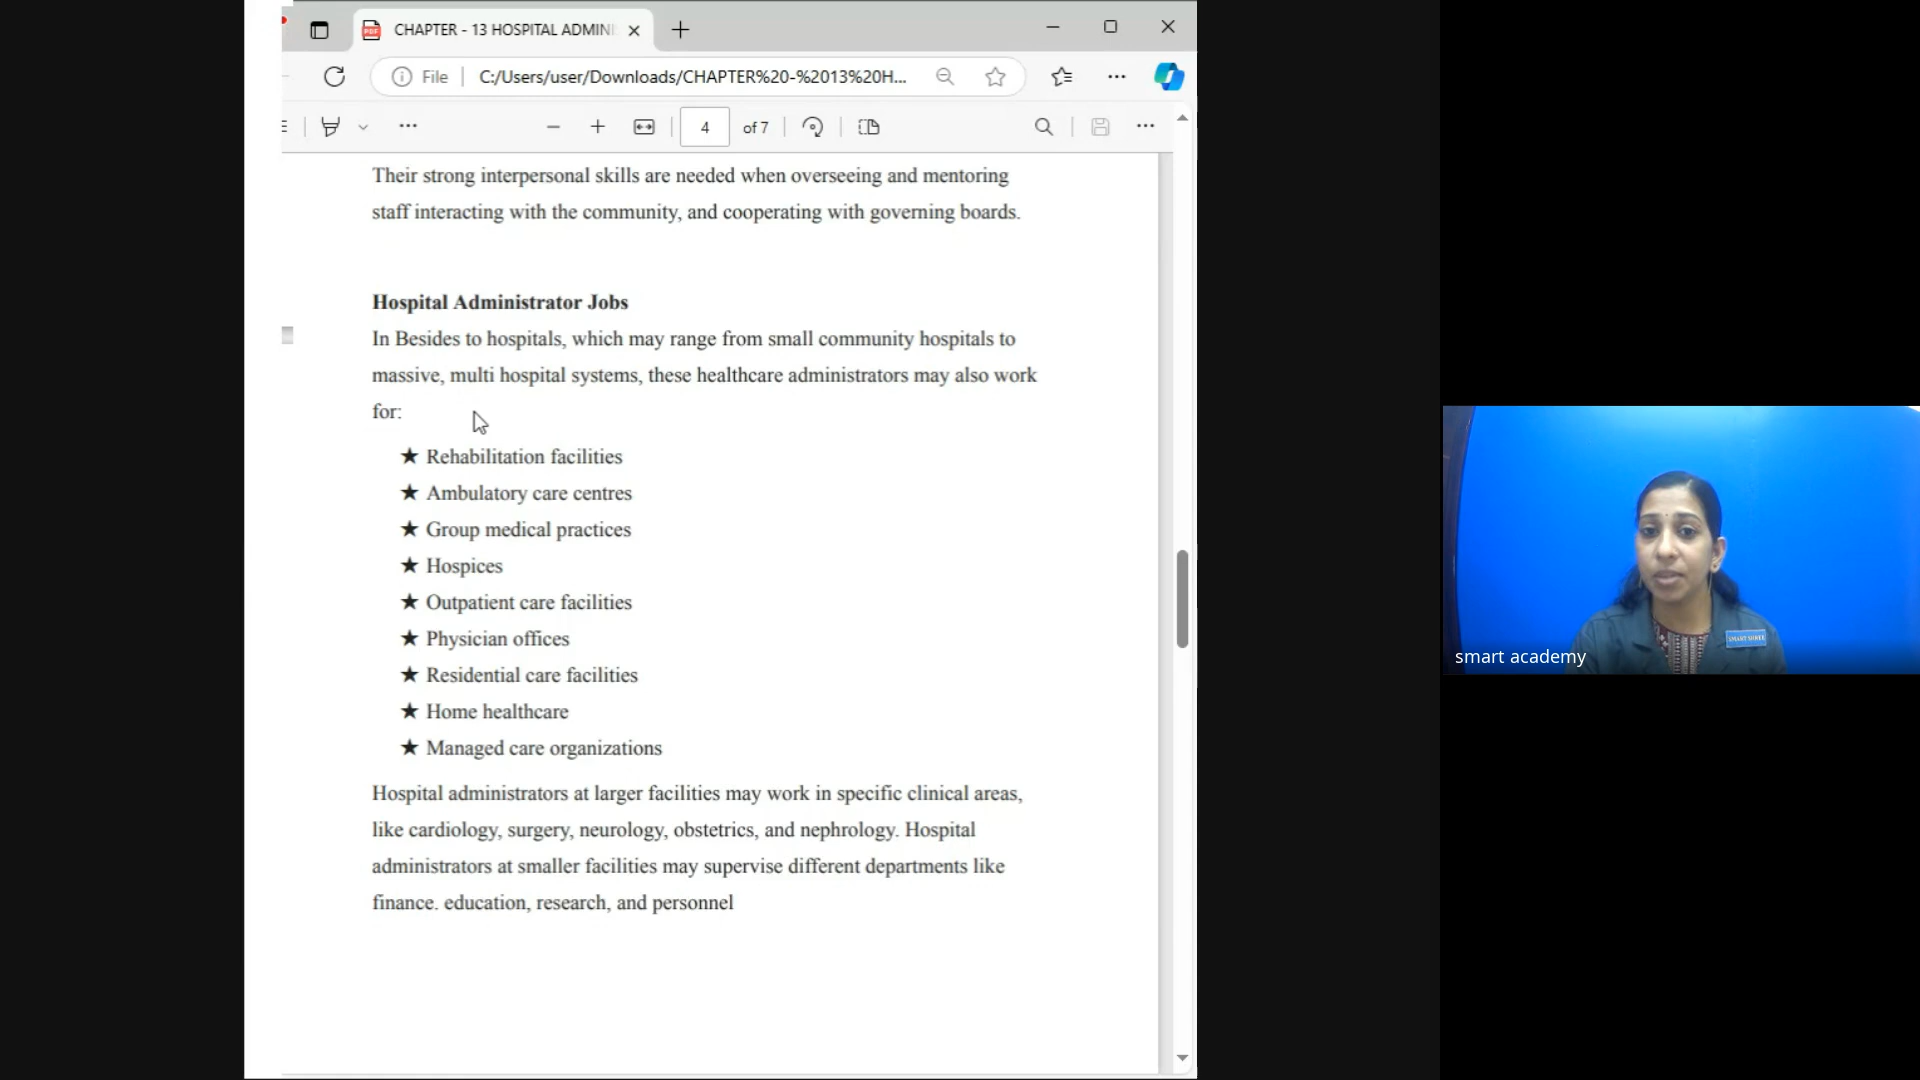 CHAPTER - 13 HOSPITAL ADMIN
File
C:/Users/user/Downloads/CHAPTER%20-%2013%20H...
4
of 7
Their strong interpersonal skills are needed when overseeing and mentoring
staff interacting with the community, and cooperating with governing boards.
Hospital Administrator Jobs
In Besides to hospitals, which may range from small community hospitals to
massive, multi hospital systems, these healthcare administrators may also work
for:
★ Rehabilitation facilities
★ Ambulatory care centres
★ Group medical practices
★ Hospices
★ Outpatient care facilities
★ Physician offices
★ Residential care facilities
★ Home healthcare
★ Managed care organizations
Hospital administrators at larger facilities may work in specific clinical areas,
like cardiology, surgery, neurology, obstetrics, and nephrology. Hospital
administrators at smaller facilities may supervise different departments like
finance. education, research, and personnel
smart academy